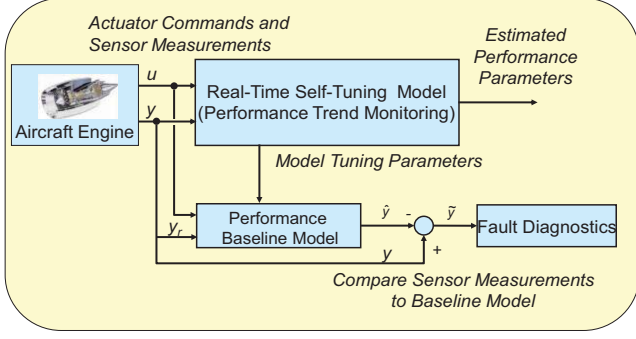 Actuator Commands and
Sensor Measurements
Estimated
Performance
Parameters
u
y
Aircraft Engine
Real-Time Self-Tuning Model
(Performance Trend Monitoring)
Model Tuning Parameters
yr
Performance
Baseline Model
ŷ
-
ỹ
+
y
Fault Diagnostics
Compare Sensor Measurements
to Baseline Model